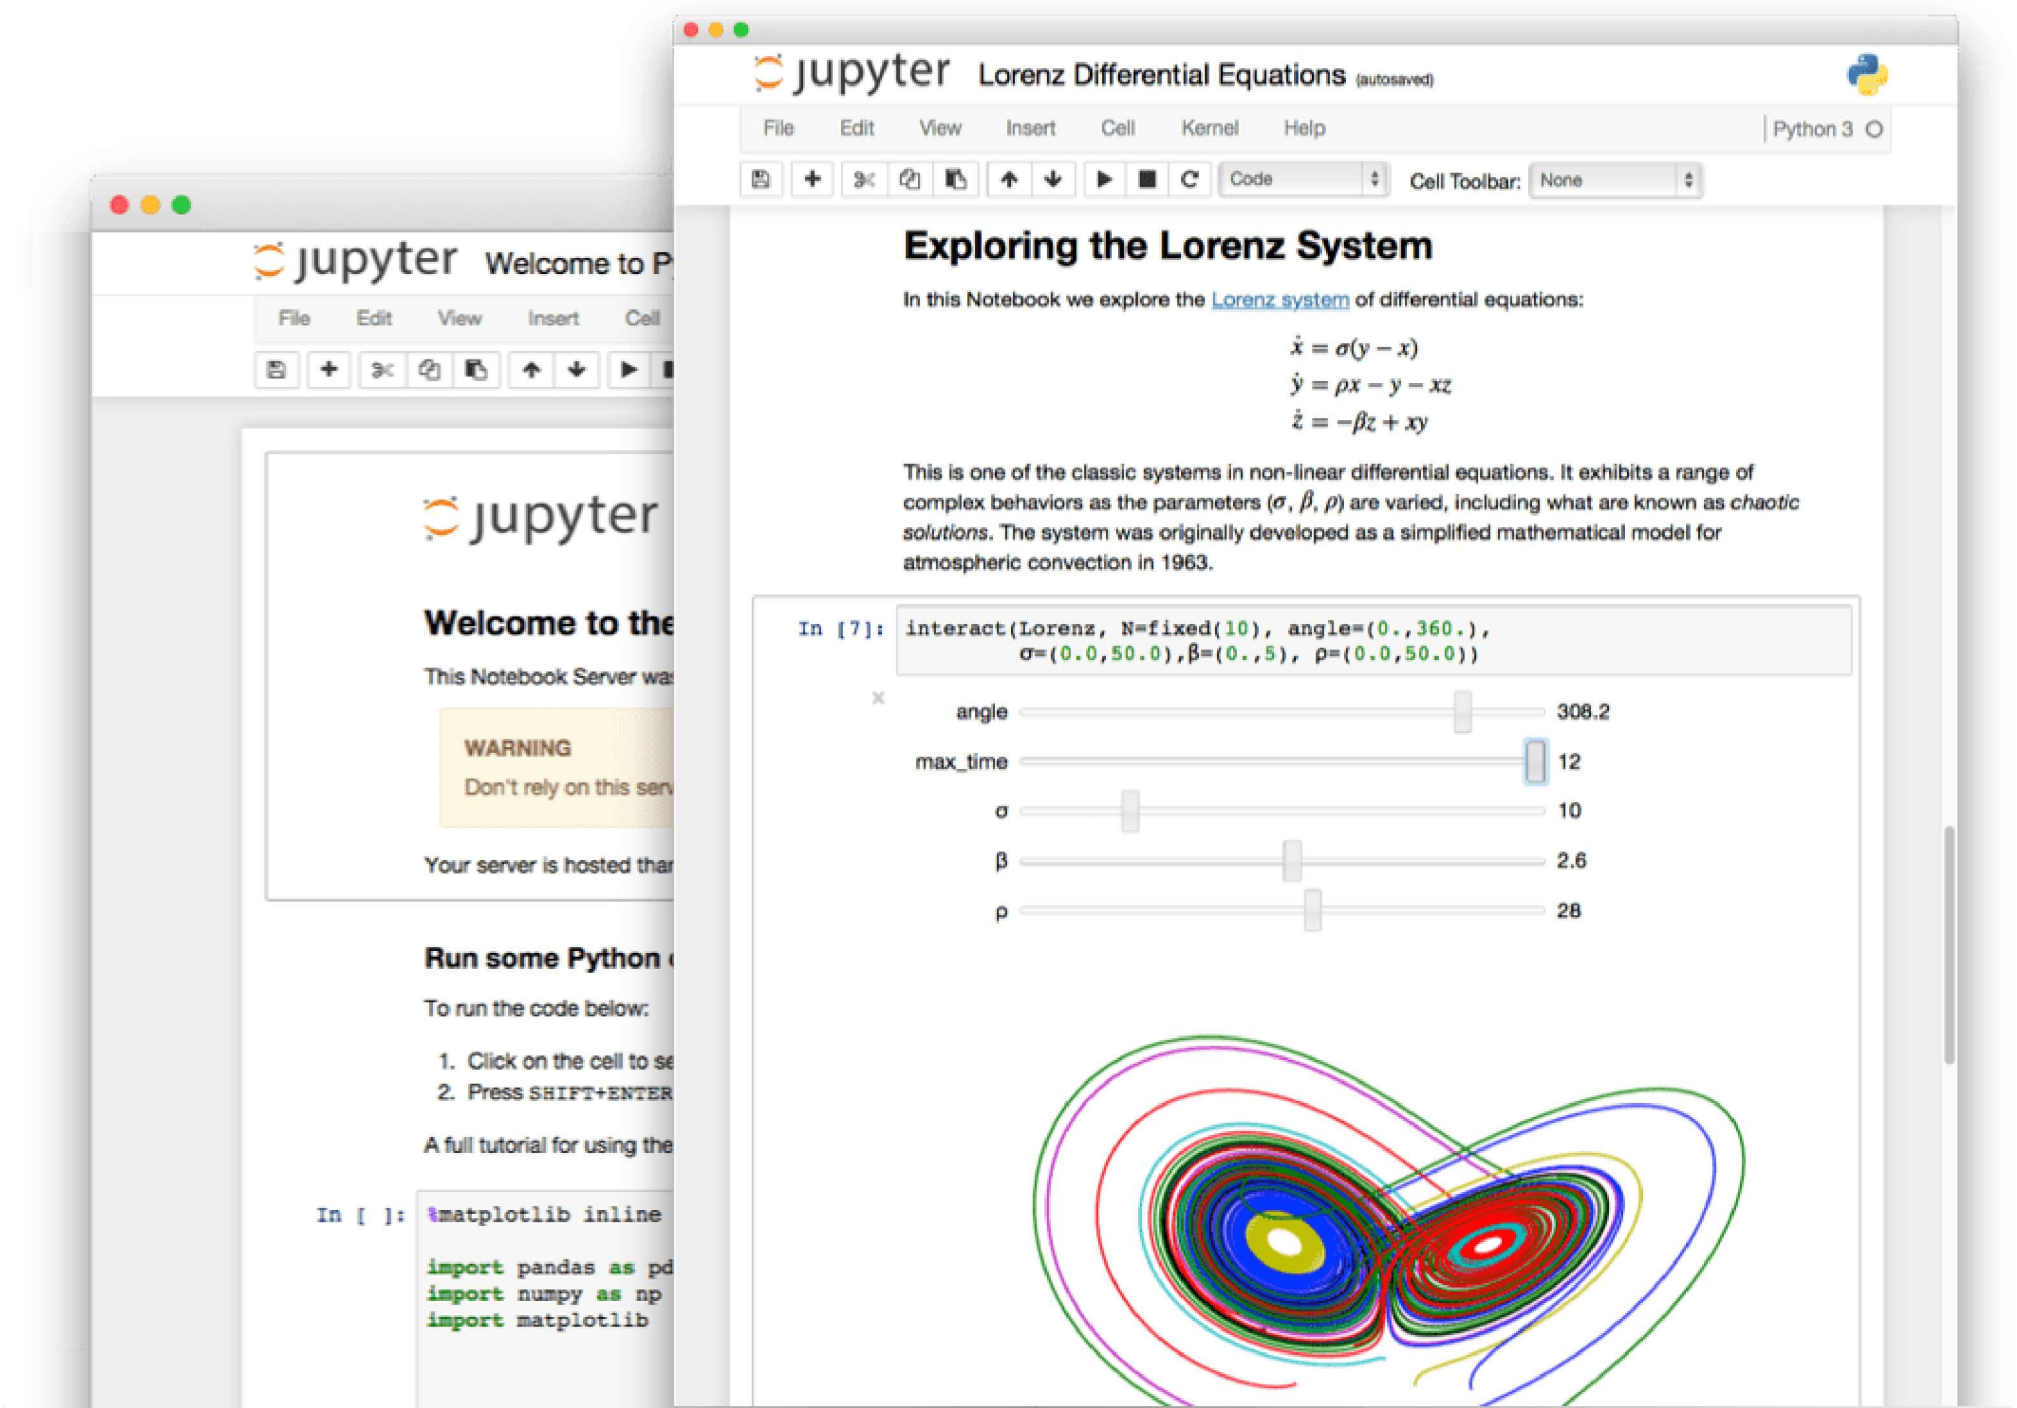 jupyter Lorenz Differential Equations (autosaved)
File Edit View Insert Cell Kernel Help Python 3
Code Cell Toolbar: None
Exploring the Lorenz System
In this Notebook we explore the Lorenz system of differential equations:
ẋ = σ(y − x)
ẏ = ρx − y − xz
ż = −βz + xy
This is one of the classic systems in non-linear differential equations. It exhibits a range of
complex behaviors as the parameters (σ, β, ρ) are varied, including what are known as chaotic
solutions. The system was originally developed as a simplified mathematical model for
atmospheric convection in 1963.
In [7]: interact(Lorenz, N=fixed(10), angle=(0.,360.),
σ=(0.0,50.0),β=(0.,5), ρ=(0.0,50.0))
angle 308.2
max_time 12
σ 10
β 2.6
ρ 28
jupyter Welcome to P
File Edit View Insert Cell
jupyter
Welcome to the
This Notebook Server was
WARNING
Don't rely on this serv
Your server is hosted than
Run some Python
To run the code below:
1. Click on the cell to se
2. Press SHIFT+ENTER
A full tutorial for using the
In [ ]: %matplotlib inline
import pandas as pd
import numpy as np
import matplotlib